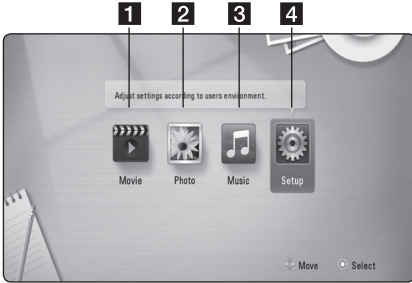 1 2 3 4
Adjust settings according to users environment.
Movie Photo Music Setup
Move Select